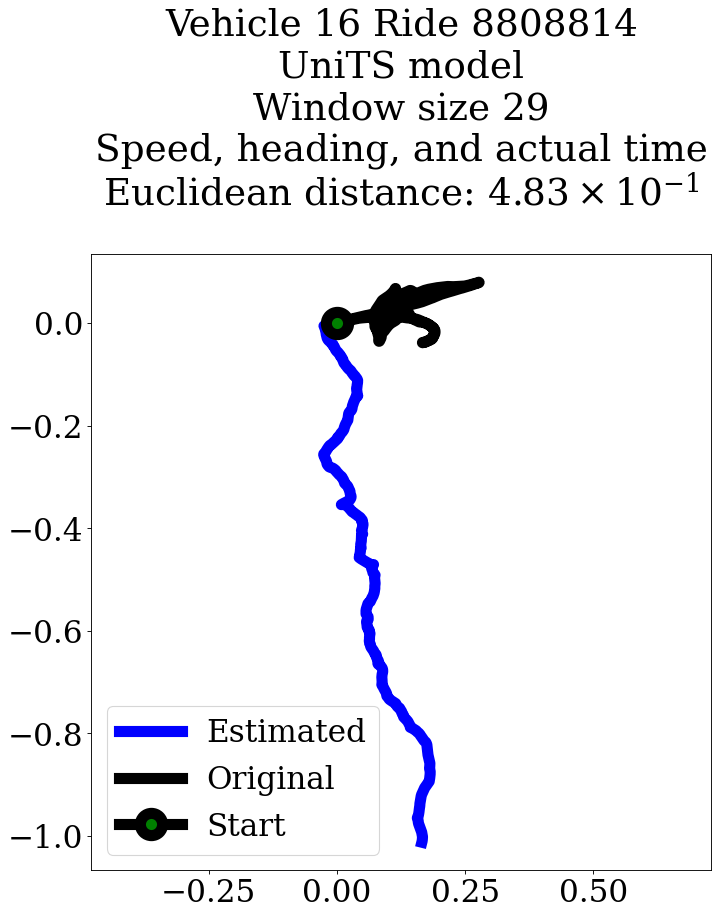 Vehicle 16 Ride 8808814
UniTS model
Window size 29
Speed, heading, and actual time
Euclidean distance: 4.83 × 10⁻¹
0.0
−0.2
−0.4
−0.6
−0.8
−1.0
Estimated
Original
Start
−0.25 0.00 0.25 0.50